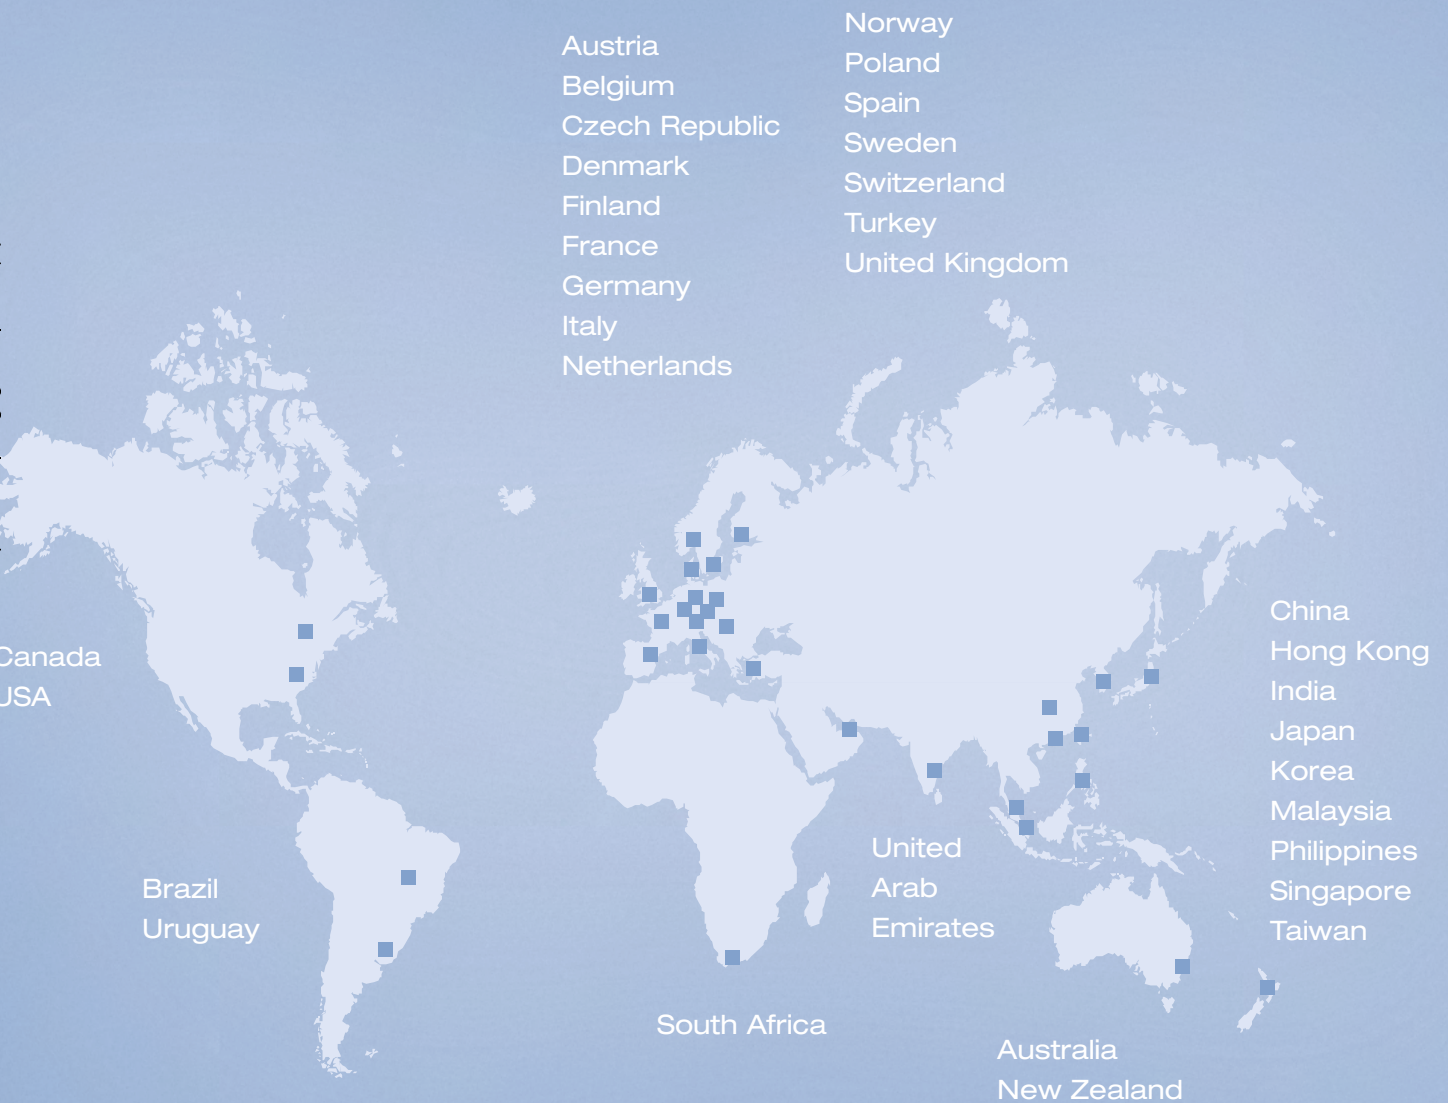 Austria
Belgium
Czech Republic
Denmark
Finland
France
Germany
Italy
Netherlands
Norway
Poland
Spain
Sweden
Switzerland
Turkey
United Kingdom
Canada
USA
Brazil
Uruguay
South Africa
United
Arab
Emirates
China
Hong Kong
India
Japan
Korea
Malaysia
Philippines
Singapore
Taiwan
Australia
New Zealand